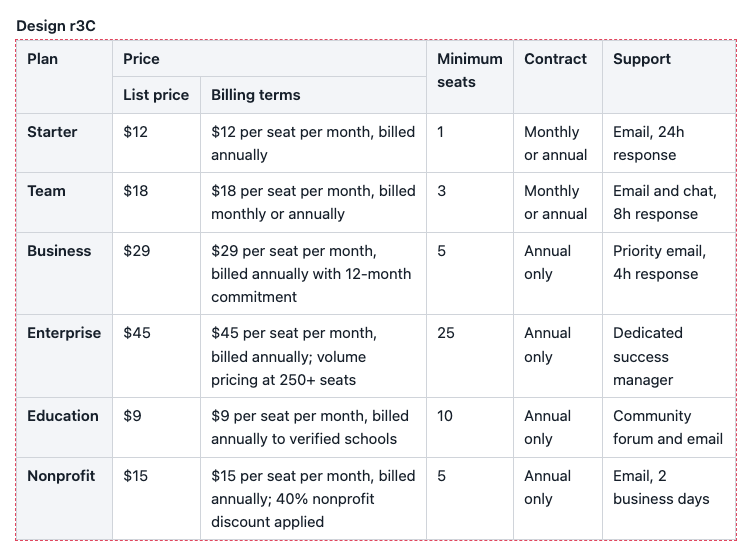 Design r3C
Plan
Price
Minimum
seats
Contract
Support
List price
Billing terms
Starter
$12
$12 per seat per month, billed
annually
1
Monthly
or annual
Email, 24h
response
Team
$18
$18 per seat per month, billed
monthly or annually
3
Monthly
or annual
Email and chat,
8h response
Business
$29
$29 per seat per month,
billed annually with 12-month
commitment
5
Annual
only
Priority email,
4h response
Enterprise
$45
$45 per seat per month,
billed annually; volume
pricing at 250+ seats
25
Annual
only
Dedicated
success
manager
Education
$9
$9 per seat per month, billed
annually to verified schools
10
Annual
only
Community
forum and email
Nonprofit
$15
$15 per seat per month, billed
annually; 40% nonprofit
discount applied
5
Annual
only
Email, 2
business days